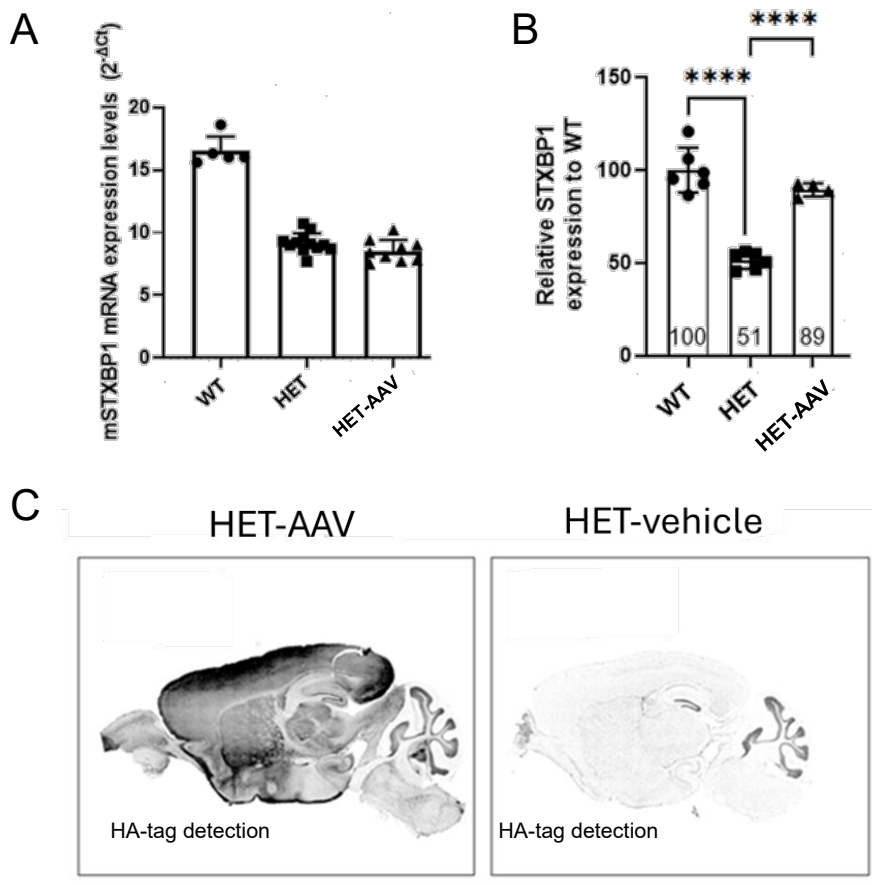 A
mSTXBP1 mRNA expression levels (2-ΔCt)
20
15
10
5
0
WT
HET
HET-AAV
B
Relative STXBP1
expression to WT
150
100
50
0
****
****
100
51
89
WT
HET
HET-AAV
C
HET-AAV
HET-vehicle
HA-tag detection
HA-tag detection